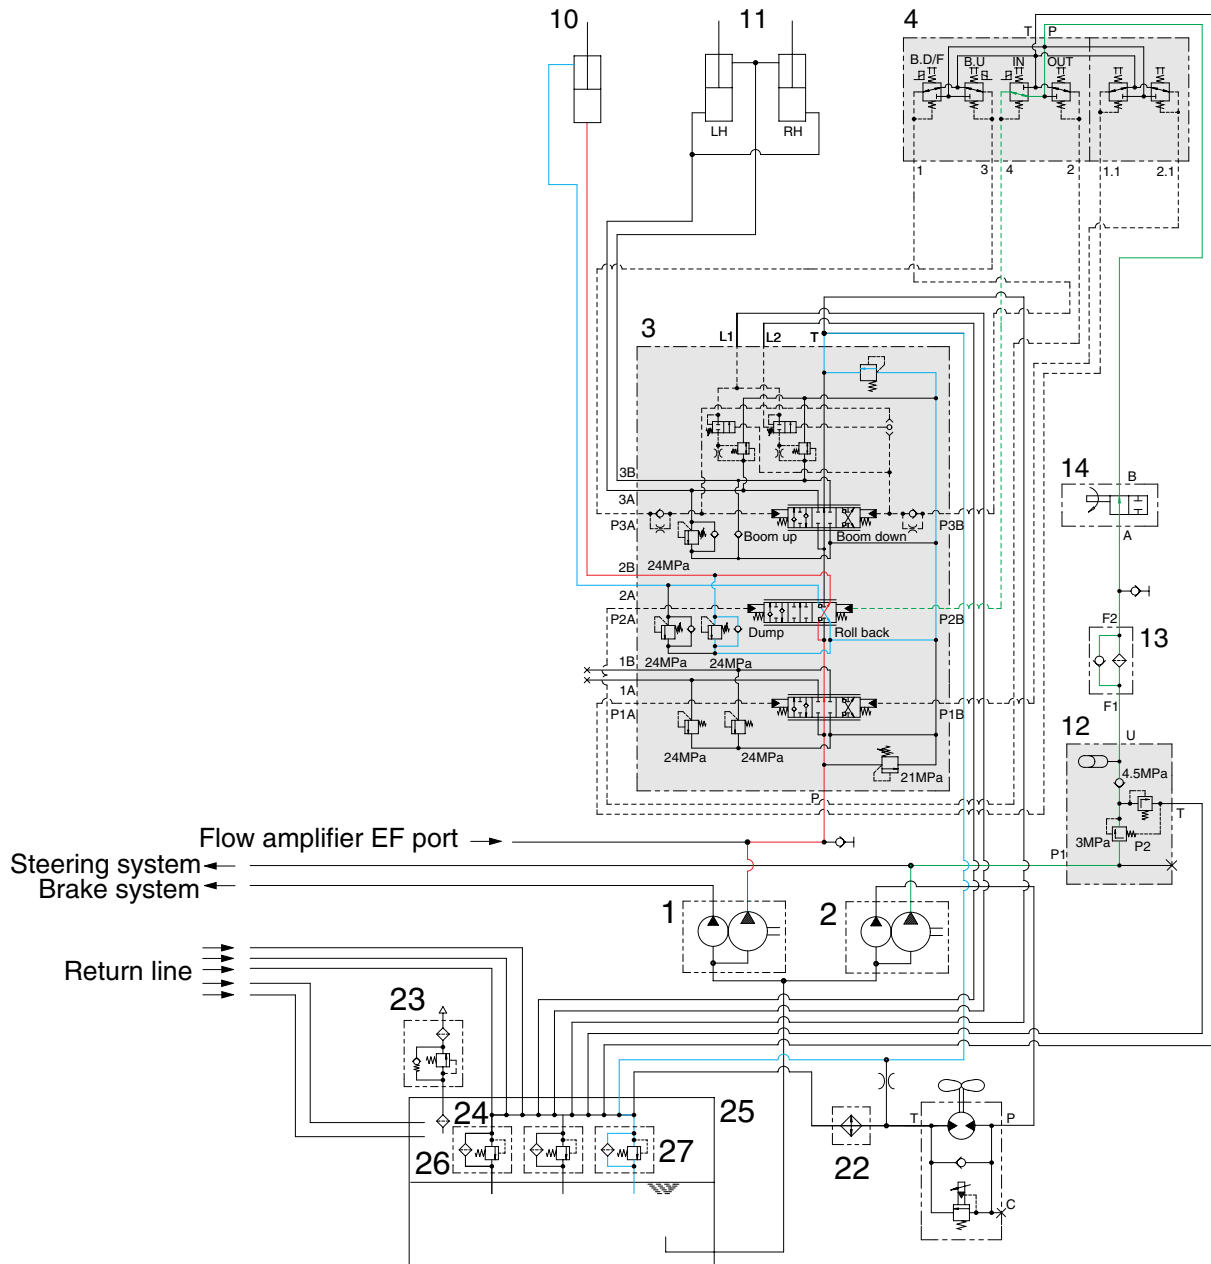 10
11
4
T P
B.D/F B.U IN OUT
LH RH
1 3 4 2 1.1 2.1
3
L1 L2 T
14
B
A
3B
3A
P3A
Boom up Boom down
P3B
24MPa
2B
2A
P2A
Dump Roll back
P2B
24MPa 24MPa
F2
13
F1
1B
1A
P1A
P1B
24MPa 24MPa
21MPa
P
12
U
4.5MPa
T
3MPa P2
P1
Flow amplifier EF port
Steering system
Brake system
1
2
Return line
23
24
25
26
27
22
T P
C